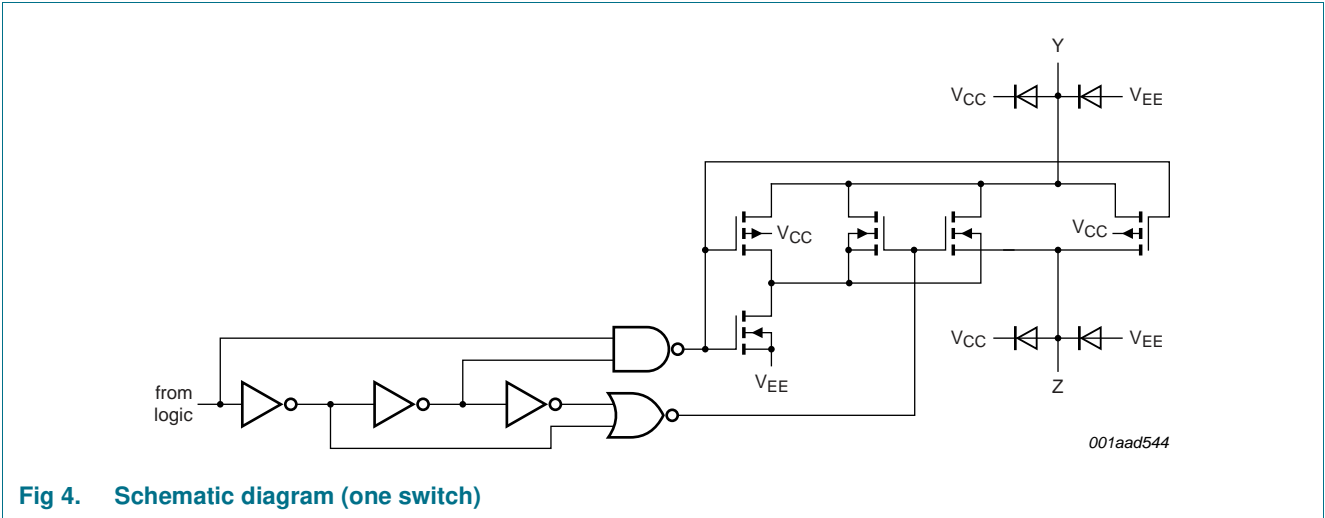 Y
VCC VEE
VCC VCC
VEE
VCC VEE
Z
from
logic
001aad544
Fig 4. Schematic diagram (one switch)